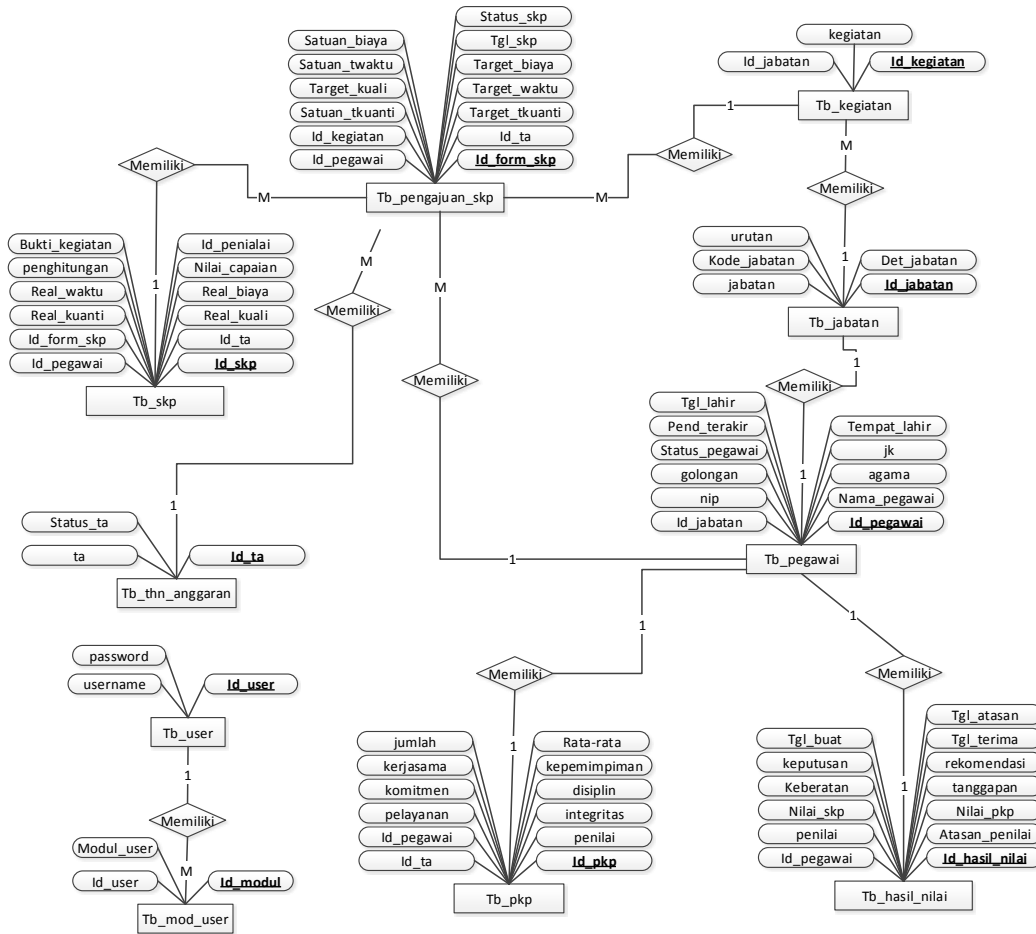 Status_skp
Satuan_biaya
Tgl_skp
Satuan_twaktu
Target_biaya
Target_kuali
Target_waktu
Satuan_tkuanti
Target_tkuanti
Id_kegiatan
Id_ta
Id_pegawai
Id_form_skp
Tb_pengajuan_skp
kegiatan
Id_jabatan
Id_kegiatan
Tb_kegiatan
1
Memiliki
M
M
Memiliki
1
urutan
Kode_jabatan
Det_jabatan
jabatan
Id_jabatan
Tb_jabatan
1
Memiliki
1
Memiliki
M
1
Bukti_kegiatan
Id_penialai
penghitungan
Nilai_capaian
Real_waktu
Real_biaya
Real_kuanti
Real_kuali
Id_form_skp
Id_ta
Id_pegawai
Id_skp
Tb_skp
M
Memiliki
1
M
Memiliki
1
Status_ta
ta
Id_ta
Tb_thn_anggaran
Tgl_lahir
Pend_terakir
Tempat_lahir
Status_pegawai
jk
golongan
agama
nip
Nama_pegawai
Id_jabatan
Id_pegawai
Tb_pegawai
1
Memiliki
1
1
Memiliki
1
password
username
Id_user
Tb_user
1
Memiliki
M
Modul_user
Id_user
Id_modul
Tb_mod_user
jumlah
Rata-rata
kerjasama
kepemimpiman
komitmen
disiplin
pelayanan
integritas
Id_pegawai
penilai
Id_ta
Id_pkp
Tb_pkp
Tgl_atasan
Tgl_buat
Tgl_terima
keputusan
rekomendasi
Keberatan
tanggapan
Nilai_skp
Nilai_pkp
penilai
Atasan_penilai
Id_pegawai
Id_hasil_nilai
Tb_hasil_nilai